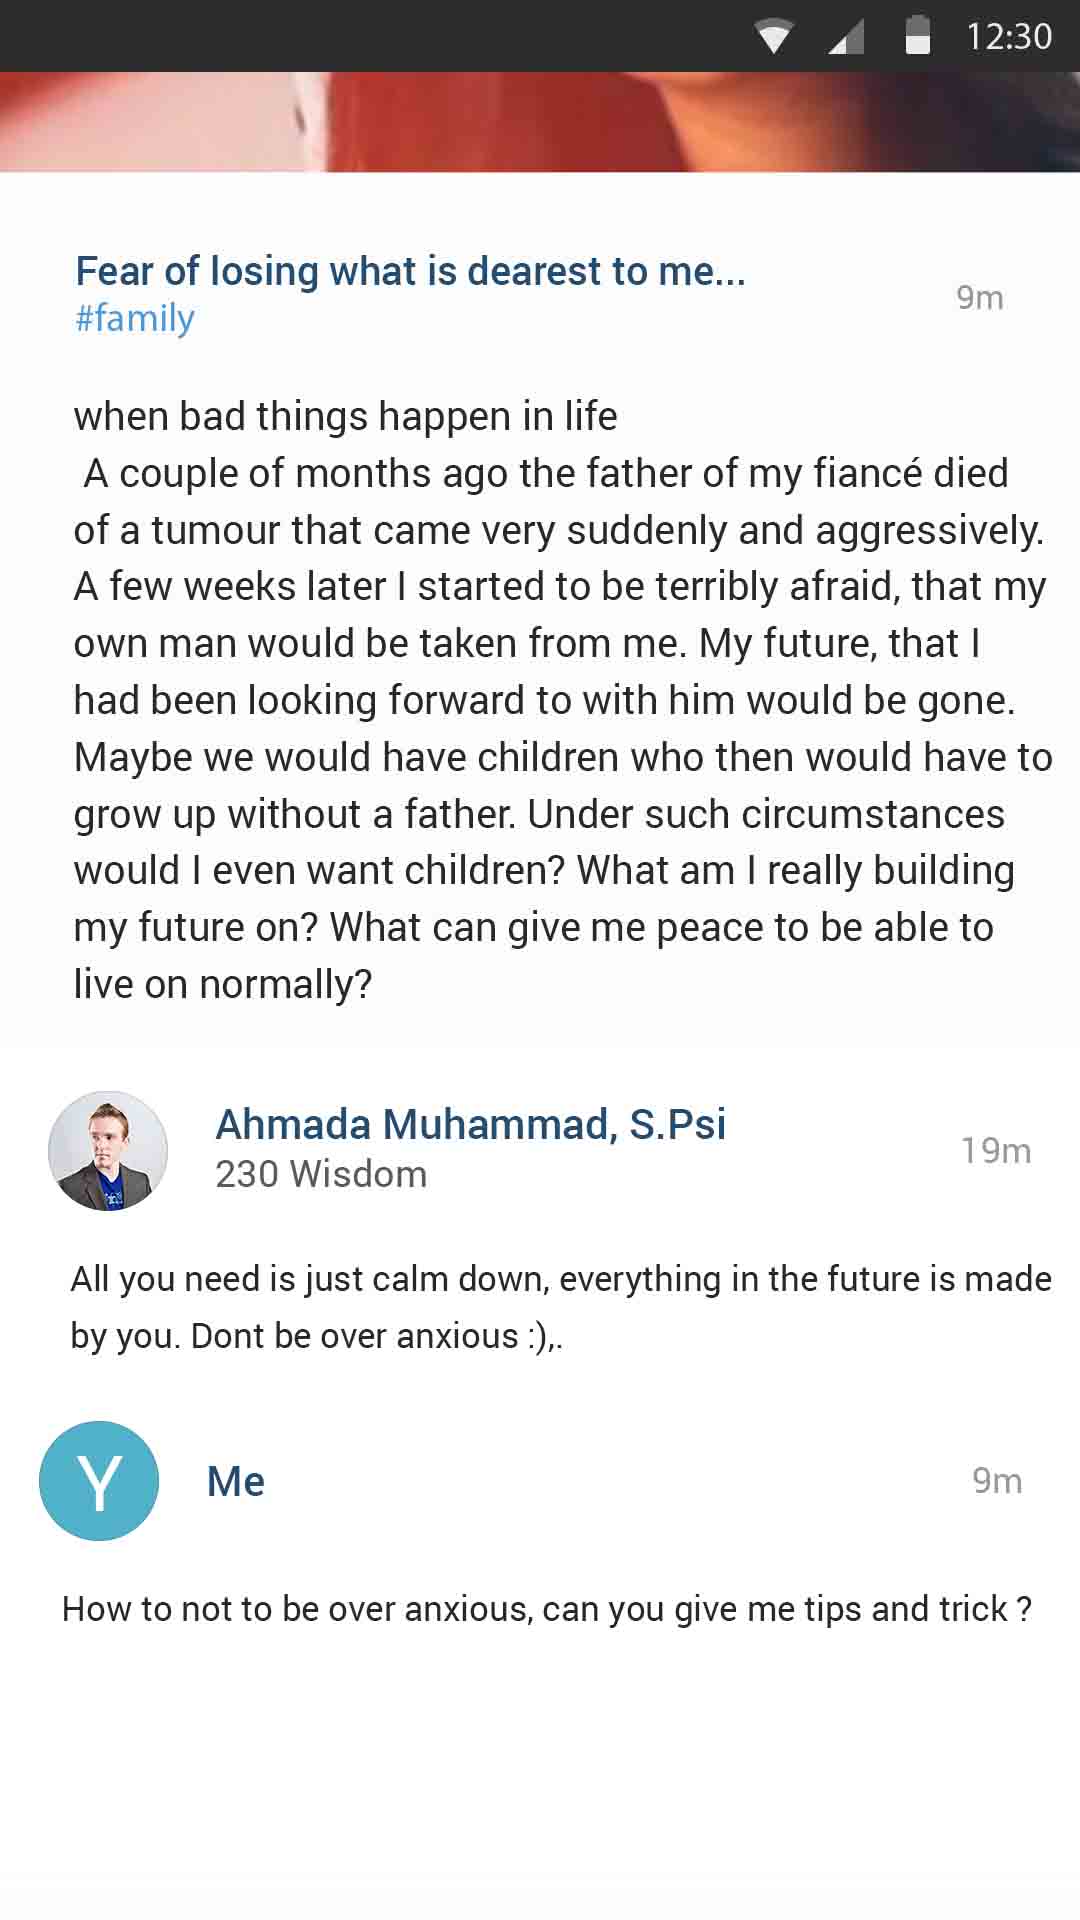 12:30
Fear of losing what is dearest to me...
#family
9m
when bad things happen in life
A couple of months ago the father of my fiancé died
of a tumour that came very suddenly and aggressively.
A few weeks later I started to be terribly afraid, that my
own man would be taken from me. My future, that I
had been looking forward to with him would be gone.
Maybe we would have children who then would have to
grow up without a father. Under such circumstances
would I even want children? What am I really building
my future on? What can give me peace to be able to
live on normally?
Ahmada Muhammad, S.Psi
230 Wisdom
19m
All you need is just calm down, everything in the future is made
by you. Dont be over anxious :),.
Y
Me
9m
How to not to be over anxious, can you give me tips and trick ?